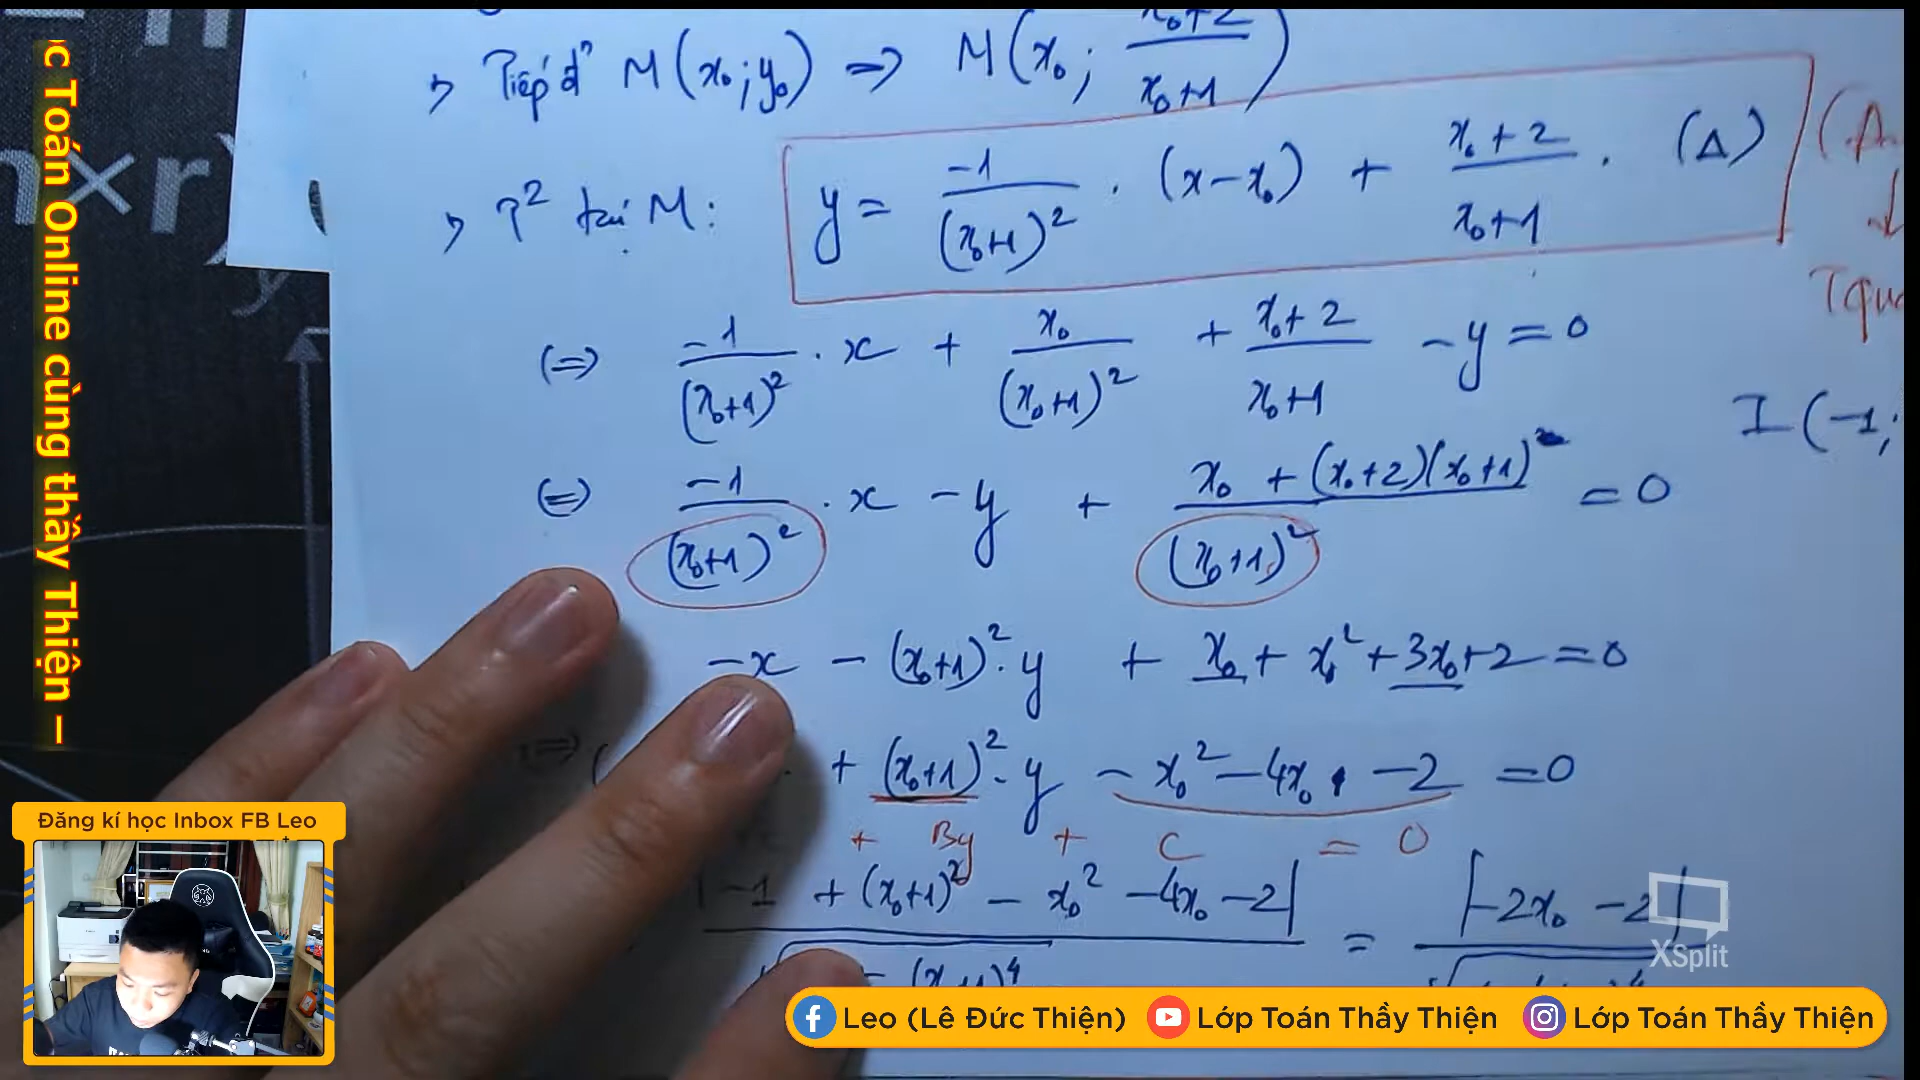 c Toán Online cùng thầy Thiện –
n×r)
y
→ Tiếp đ² M(x₀;y₀) => M(x₀; x₀+2/x₀+1)
→ T² tại M: y = -1/(x₀+1)² . (x-x₀) + x₀+2/x₀+1 . (Δ)
(=) -1/(x₀+1)² . x + x₀/(x₀+1)² + x₀+2/x₀+1 - y = 0
I(-1;
(=) -1/(x₀+1)² . x - y + x₀ + (x₀+2)(x₀+1)/(x₀+1)² = 0
-x - (x₀+1)². y + x₀ + x₀² + 3x₀ + 2 = 0
+ (x₀+1)². y - x₀² - 4x₀ - 2 = 0
+ By + C = 0
|-1 + (x₀+1)² - x₀² - 4x₀ - 2| = |-2x₀ - 2|
XSplit
Đăng kí học Inbox FB Leo
Leo (Lê Đức Thiện) Lớp Toán Thầy Thiện Lớp Toán Thầy Thiện